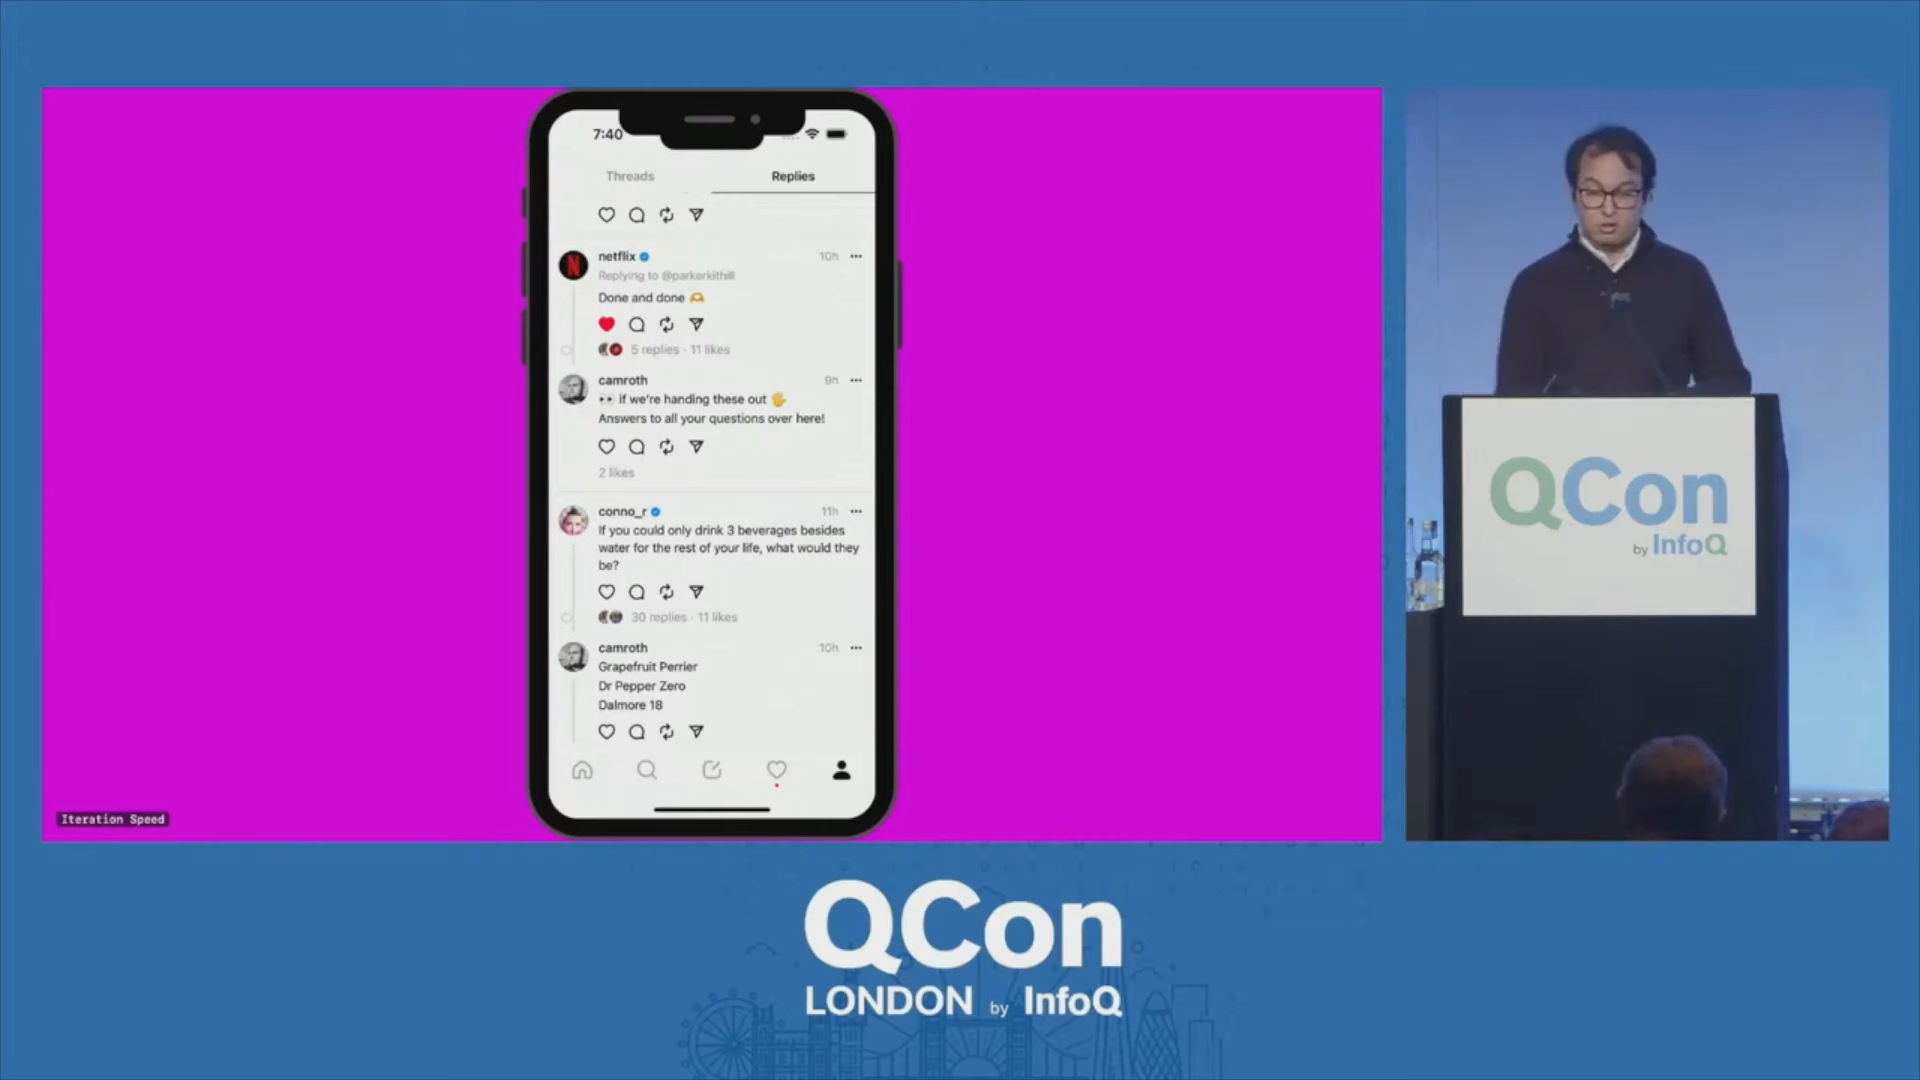 7:40
Threads
Replies
netflix
10h
Replying to @parkerkithill
Done and done
5 replies · 11 likes
camroth
9h
if we're handing these out
Answers to all your questions over here!
2 likes
conno_r
11h
If you could only drink 3 beverages besides
water for the rest of your life, what would they
be?
30 replies · 11 likes
camroth
10h
Grapefruit Perrier
Dr Pepper Zero
Dalmore 18
Iteration Speed
QCon
by InfoQ
QCon
LONDON by InfoQ